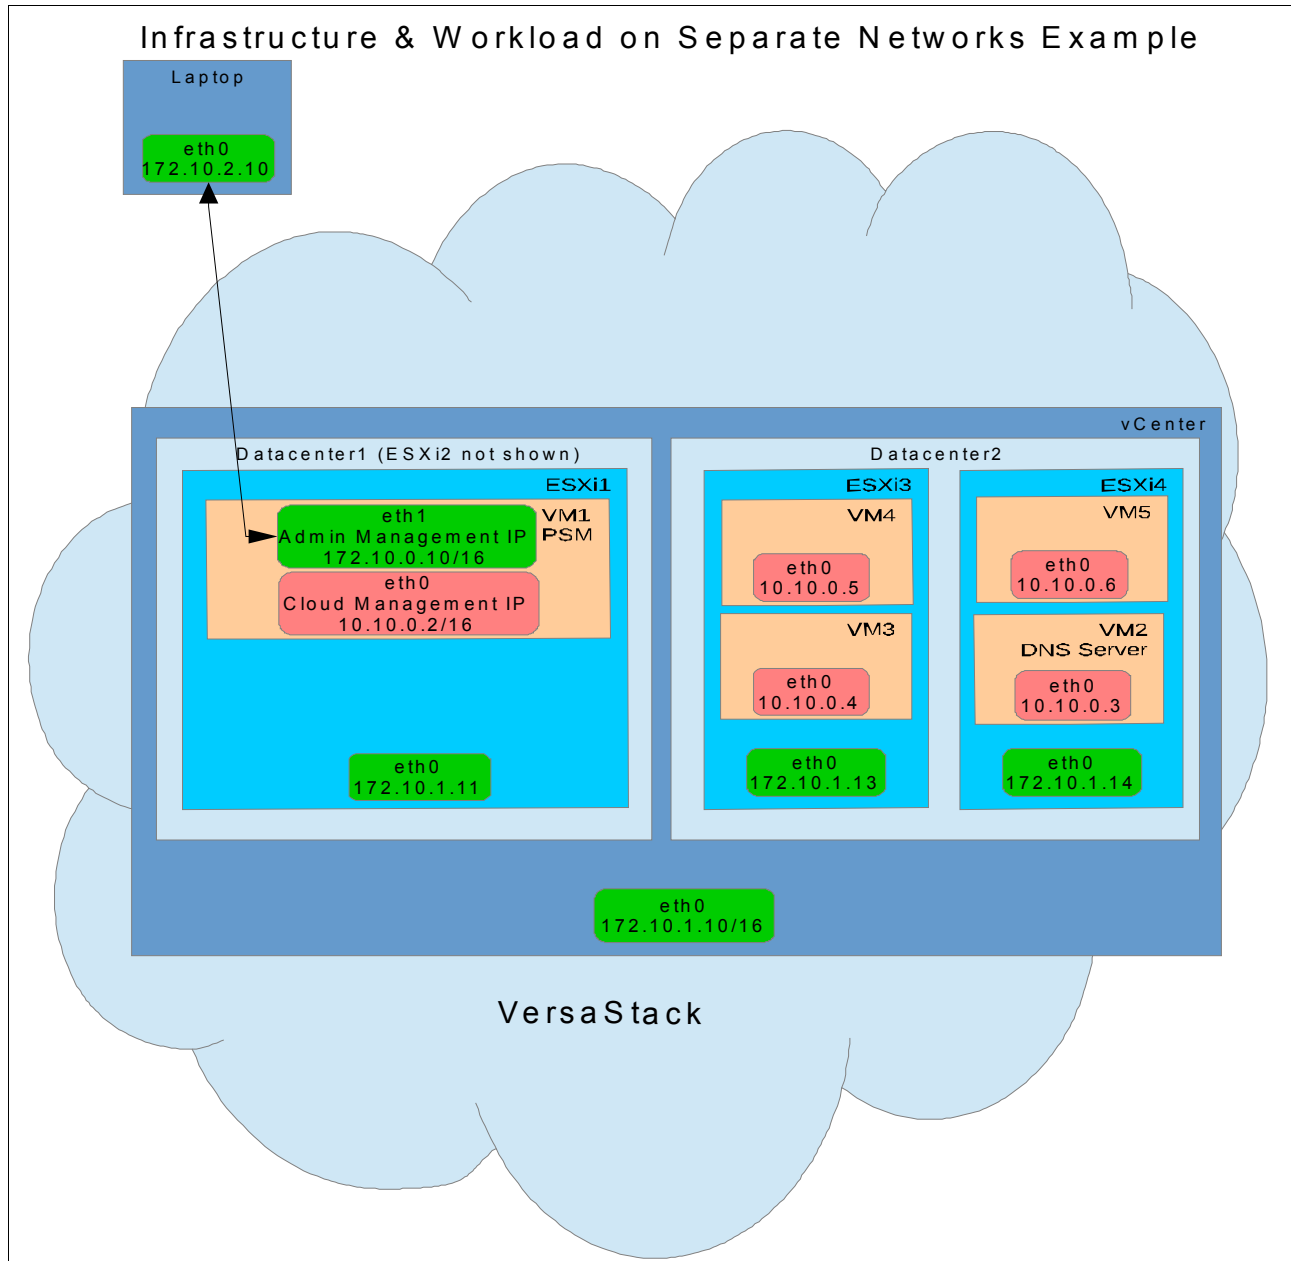 Infrastructure & Workload on Separate Networks Example
Laptop
eth0
172.10.2.10
vCenter
Datacenter1 (ESXi2 not shown)
ESXi1
eth1
Admin Management IP
172.10.0.10/16
VM1
PSM
eth0
Cloud Management IP
10.10.0.2/16
eth0
172.10.1.11
Datacenter2
ESXi3
VM4
eth0
10.10.0.5
VM3
eth0
10.10.0.4
eth0
172.10.1.13
ESXi4
VM5
eth0
10.10.0.6
VM2
DNS Server
eth0
10.10.0.3
eth0
172.10.1.14
eth0
172.10.1.10/16
VersaStack